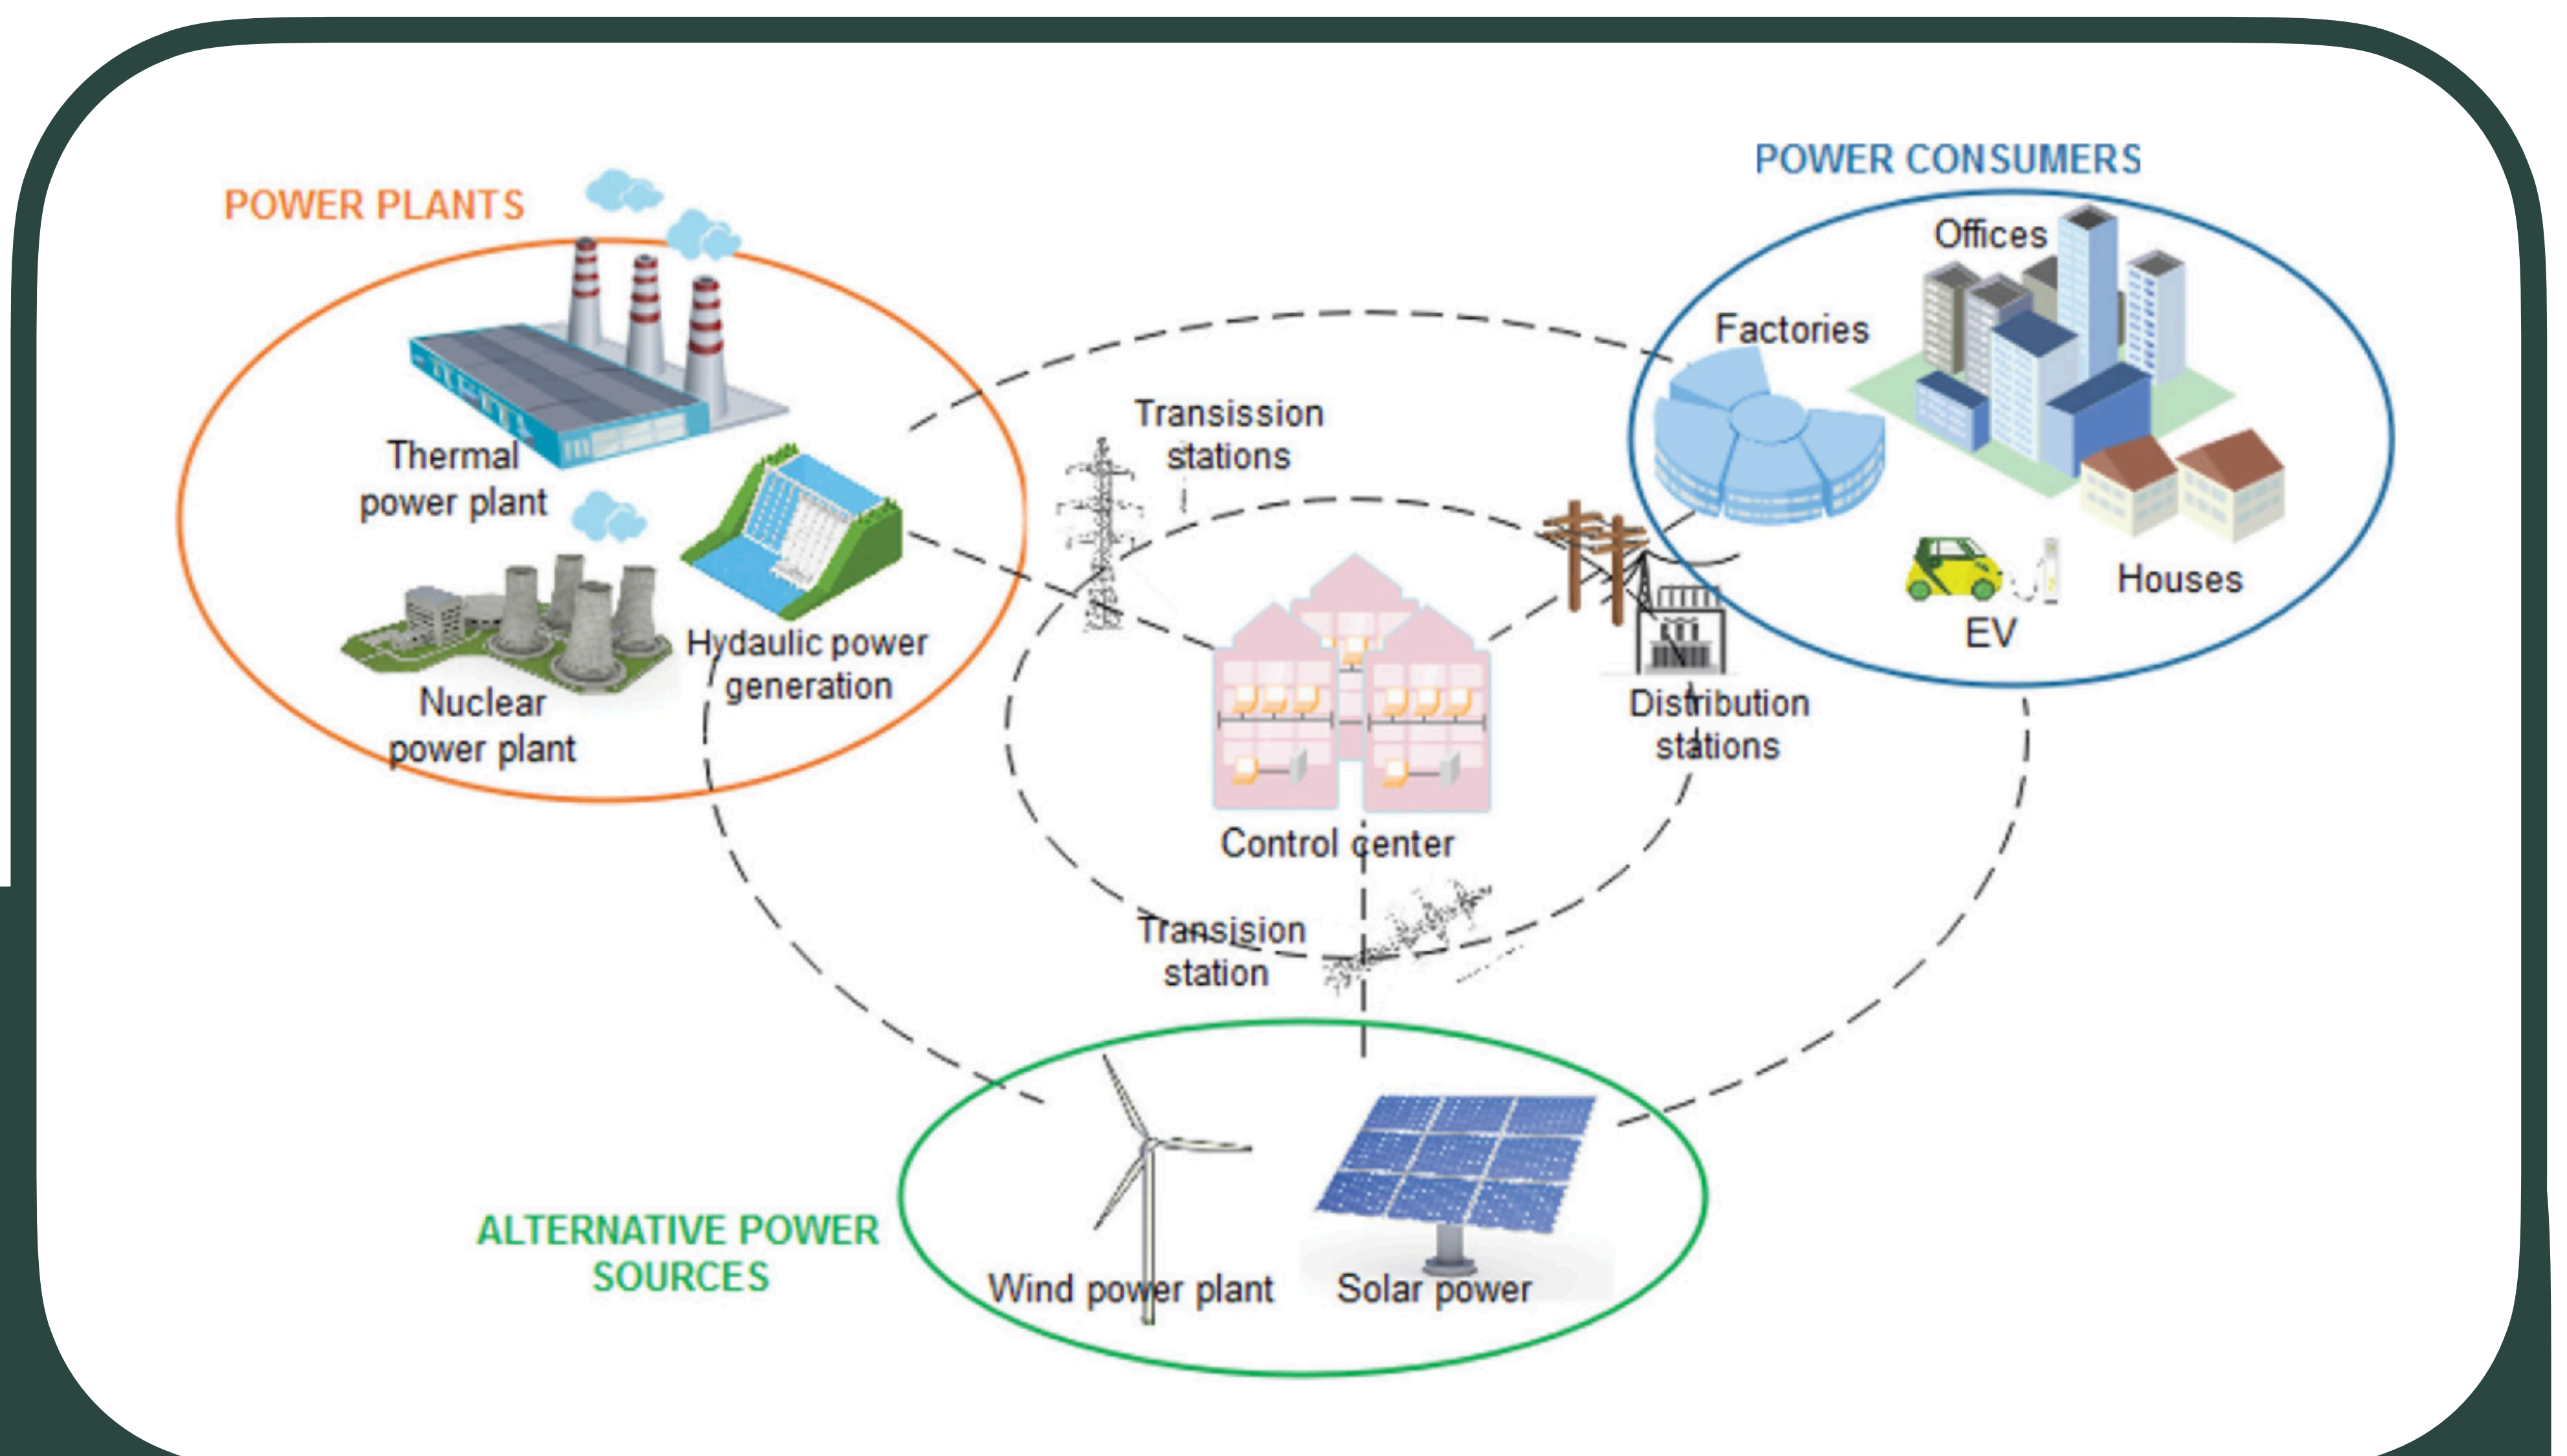 POWER PLANTS
Thermal
power plant
Hydaulic power
generation
Nuclear
power plant
POWER CONSUMERS
Offices
Factories
Houses
EV
Transission
stations
Distribution
stations
Control center
Transision
station
ALTERNATIVE POWER
SOURCES
Wind power plant
Solar power